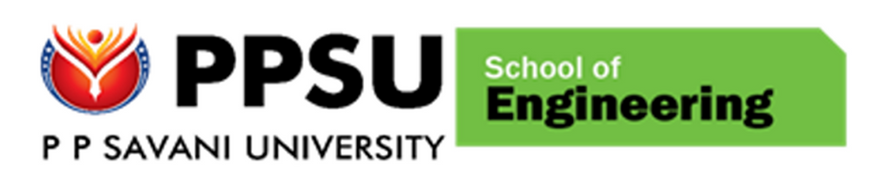 PPSU
P P SAVANI UNIVERSITY
School of
Engineering